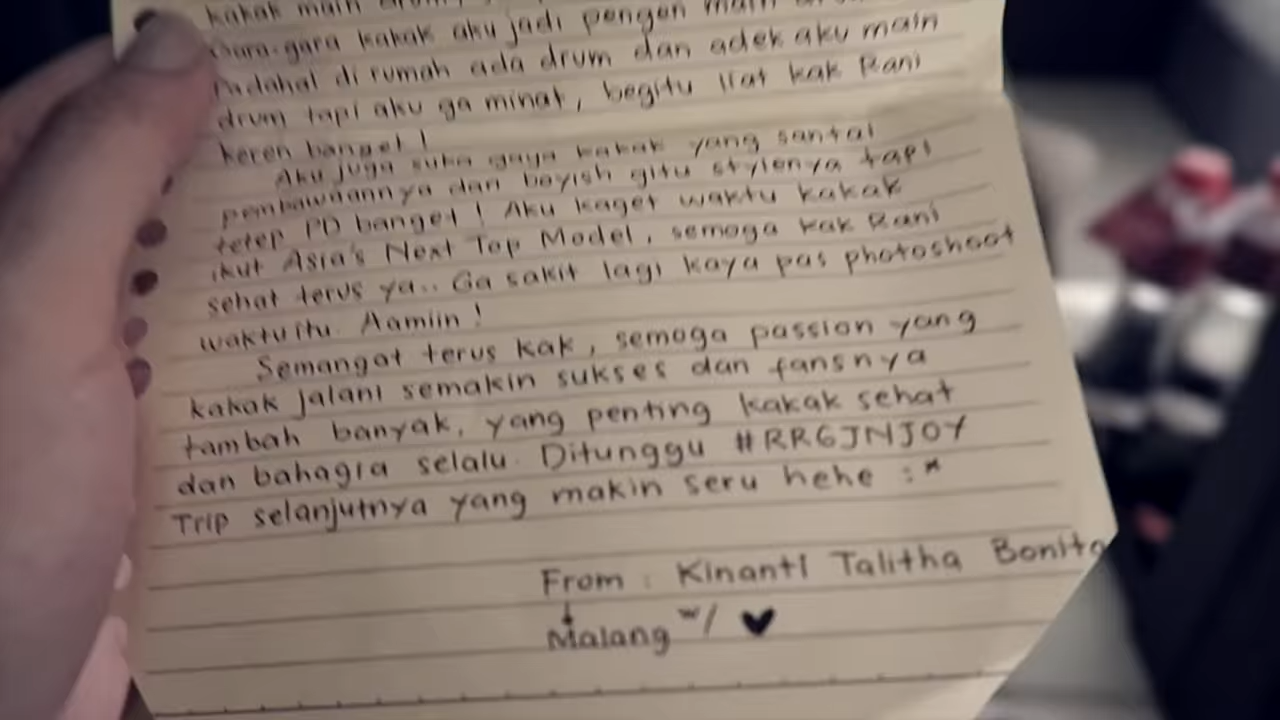 kakak main
Gara-gara kakak aku jadi pengen main
Padahal di rumah ada drum dan adek aku main
drum tapi aku ga minat, begitu liat kak Rani
keren banget!
Aku juga suka gaya kakak yang santai
pembawaannya dan boyish gitu stylenya tapi
tetep PD banget! Aku kaget waktu kakak
ikut Asia's Next Top Model, semoga kak Rani
sehat terus ya.. Ga sakit lagi kaya pas photoshoot
waktu itu. Aamiin!
Semangat terus kak, semoga passion yang
kakak jalani semakin sukses dan fansnya
tambah banyak, yang penting kakak sehat
dan bahagia selalu. Ditunggu #RRGJNJOY
Trip selanjutnya yang makin seru hehe :*
From : Kinanti Talitha Bonita
Malang w/ ♥